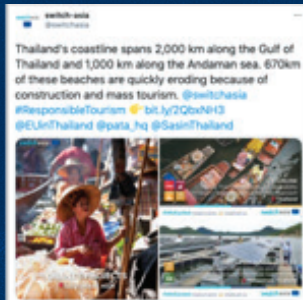 switch-asia
@switchasia
Thailand's coastline spans 2,000 km along the Gulf of
Thailand and 1,000 km along the Andaman sea. 670km
of these beaches are quickly eroding because of
construction and mass tourism. @switchasia
#ResponsibleTourism 👉 bit.ly/2QbxNH3
@EUinThailand @pata_hq @SasinThailand